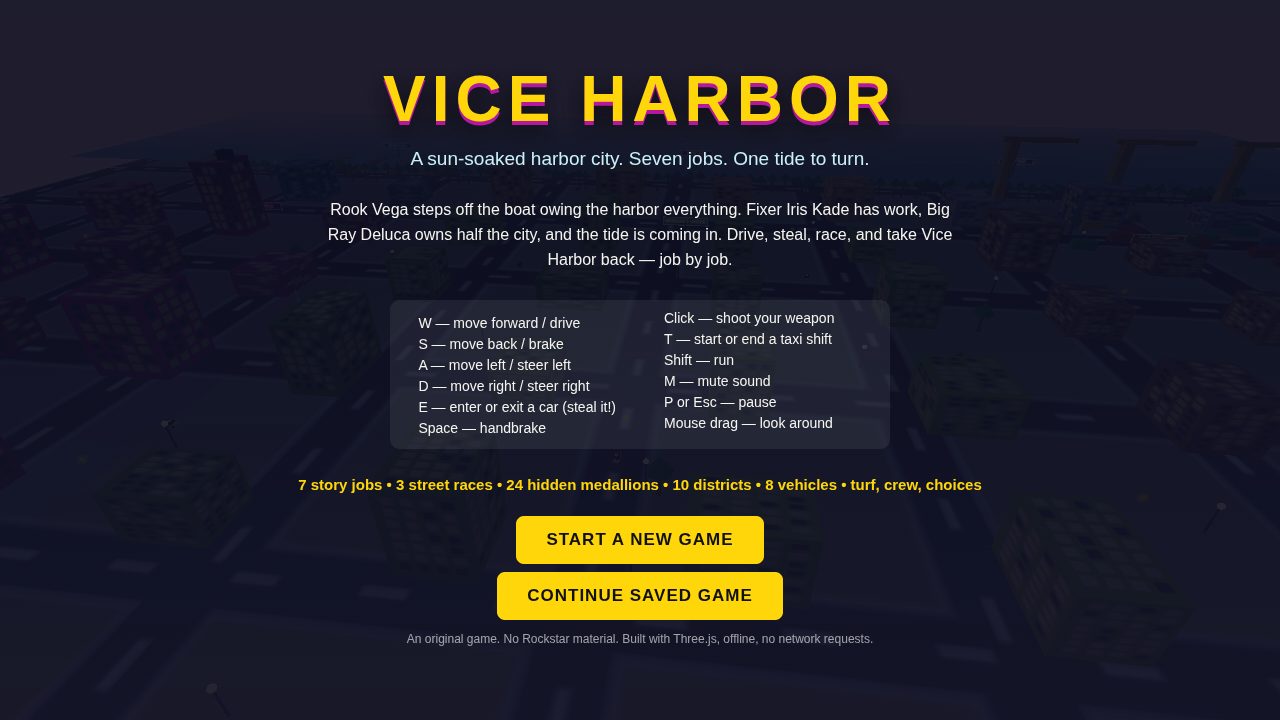 VICE HARBOR
A sun-soaked harbor city. Seven jobs. One tide to turn.
Rook Vega steps off the boat owing the harbor everything. Fixer Iris Kade has work, Big
Ray Deluca owns half the city, and the tide is coming in. Drive, steal, race, and take Vice
Harbor back — job by job.
W — move forward / drive
S — move back / brake
A — move left / steer left
D — move right / steer right
E — enter or exit a car (steal it!)
Space — handbrake
Click — shoot your weapon
T — start or end a taxi shift
Shift — run
M — mute sound
P or Esc — pause
Mouse drag — look around
7 story jobs • 3 street races • 24 hidden medallions • 10 districts • 8 vehicles • turf, crew, choices
START A NEW GAME
CONTINUE SAVED GAME
An original game. No Rockstar material. Built with Three.js, offline, no network requests.